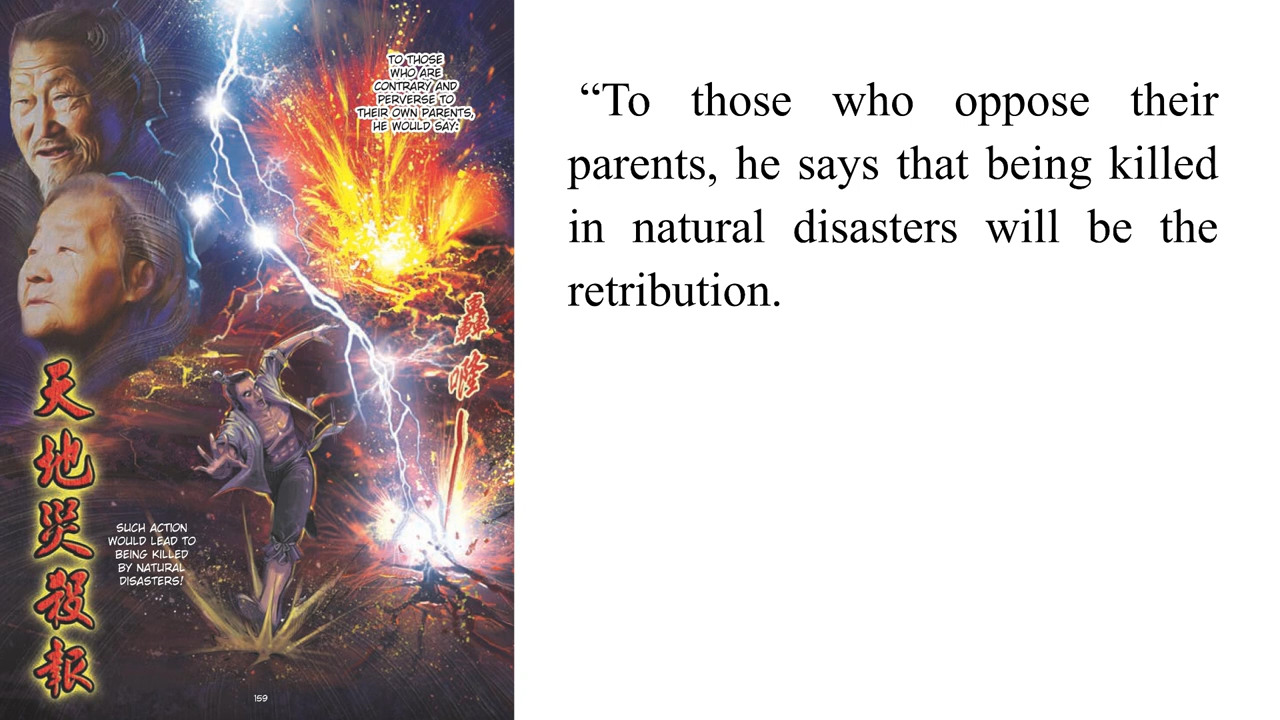 TO THOSE
WHO ARE
CONTRARY AND
PERVERSE TO
THEIR OWN PARENTS,
HE WOULD SAY:
轟
嚨
天
地
災
殺
報
SUCH ACTION
WOULD LEAD TO
BEING KILLED
BY NATURAL
DISASTERS!
159
“To those who oppose their
parents, he says that being killed
in natural disasters will be the
retribution.